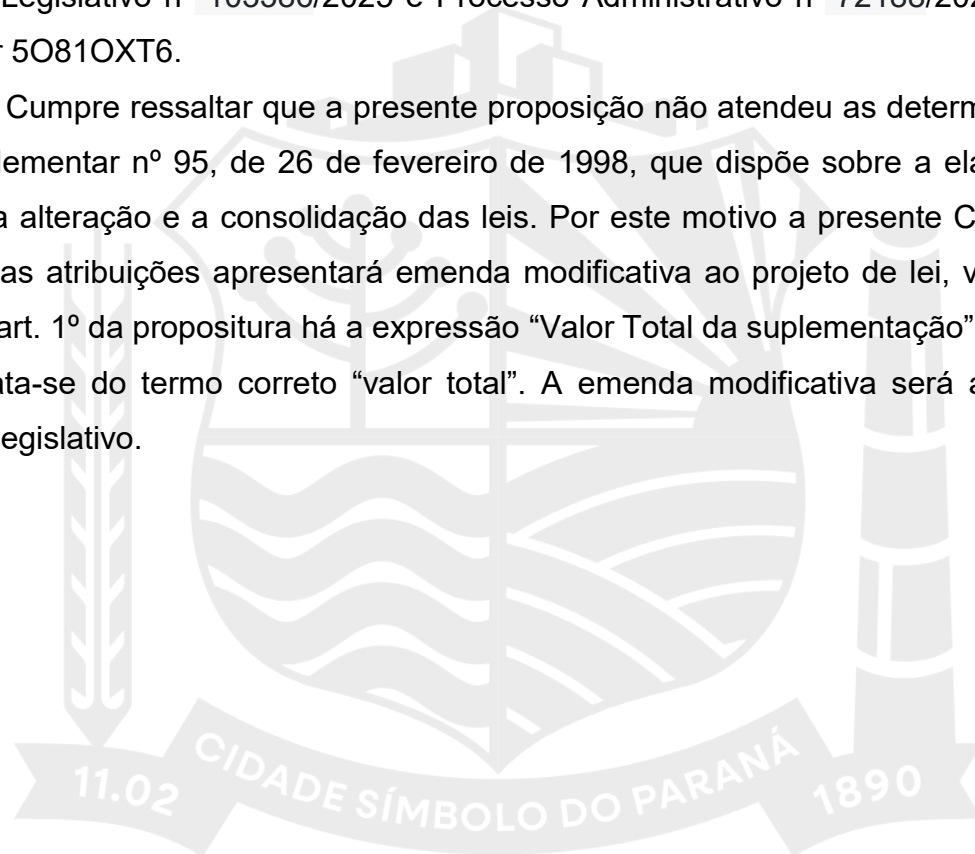 Legislativo nº 103386/2025 e Processo Administrativo nº 72188/202
r 5O81OXT6.
Cumpre ressaltar que a presente proposição não atendeu as determ
lementar nº 95, de 26 de fevereiro de 1998, que dispõe sobre a ela
a alteração e a consolidação das leis. Por este motivo a presente C
as atribuições apresentará emenda modificativa ao projeto de lei, v
art. 1º da propositura há a expressão “Valor Total da suplementação”
ata-se do termo correto “valor total”. A emenda modificativa será a
egislativo.
11.02
CIDADE SÍMBOLO DO PARANÁ
1890